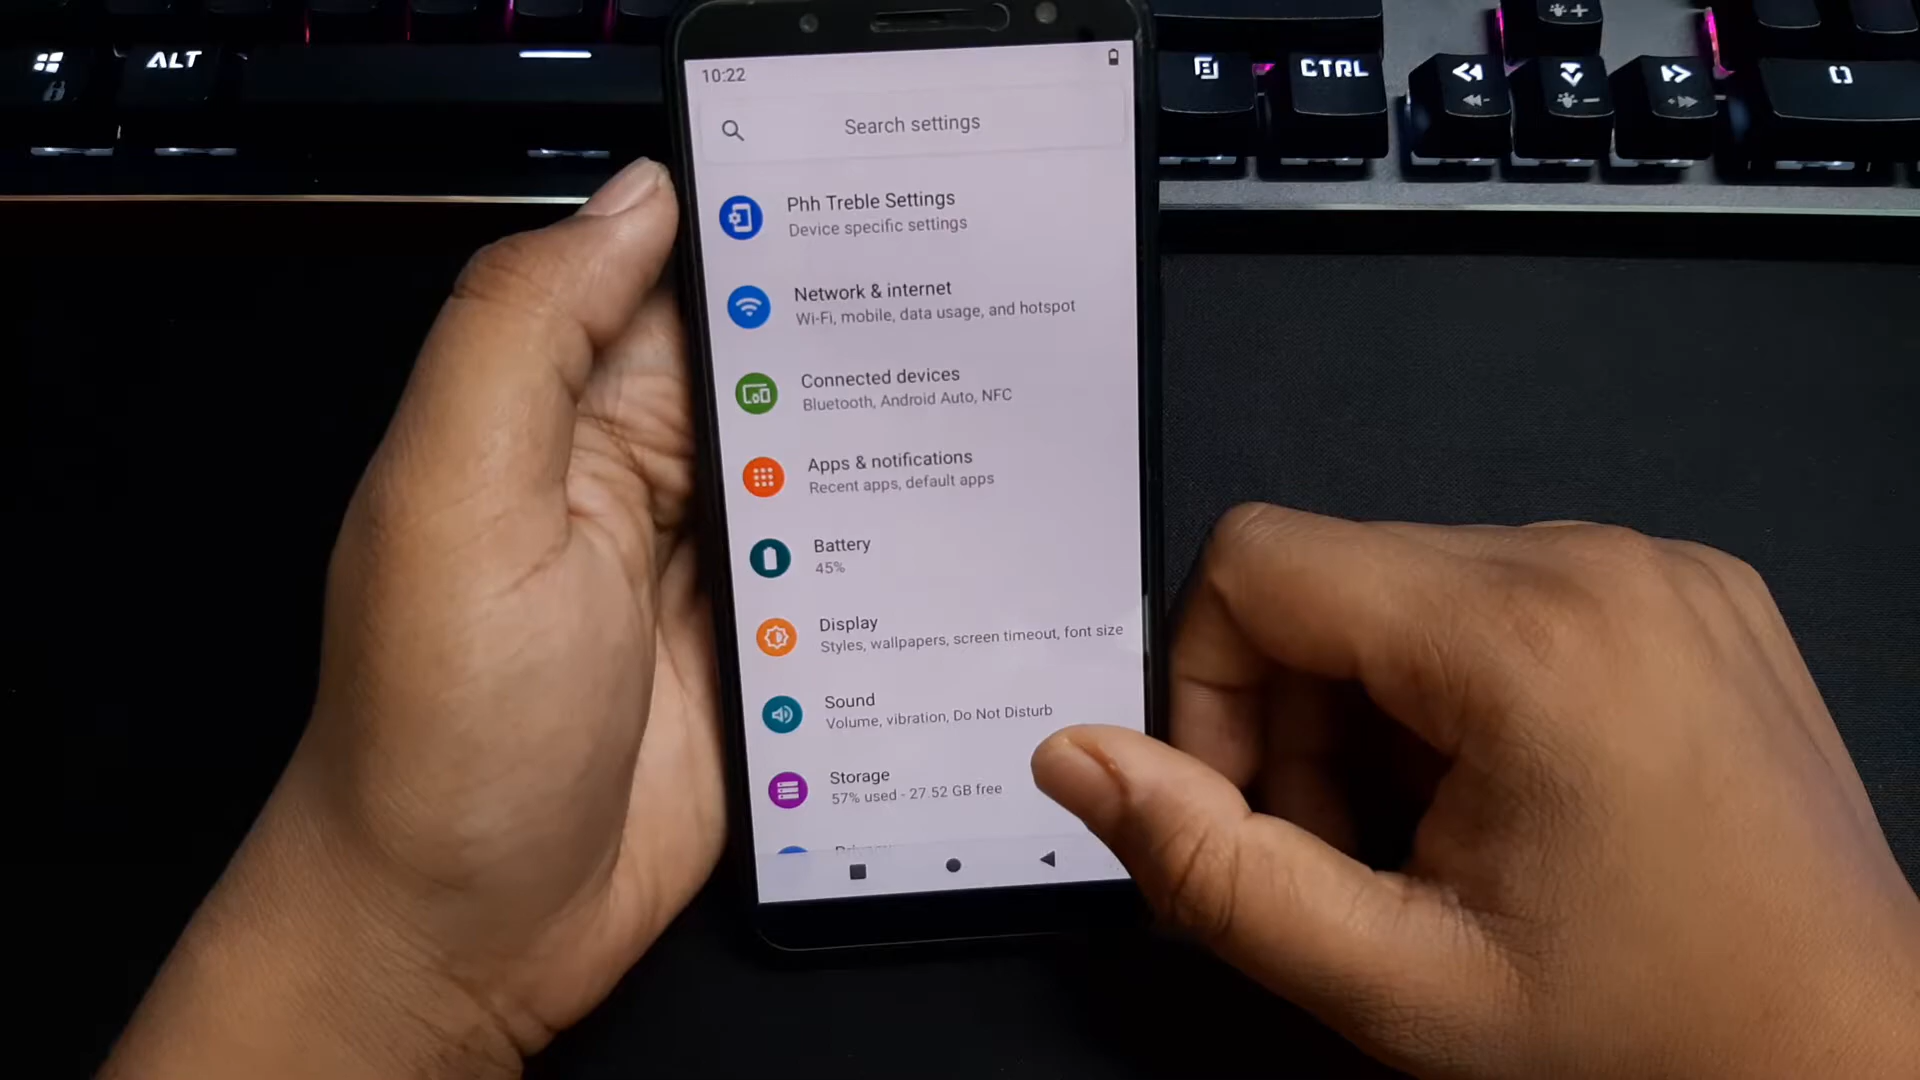 ALT
CTRL
10:22
Search settings
Phh Treble Settings
Device specific settings
Network & internet
Wi-Fi, mobile, data usage, and hotspot
Connected devices
Bluetooth, Android Auto, NFC
Apps & notifications
Recent apps, default apps
Battery
45%
Display
Styles, wallpapers, screen timeout, font size
Sound
Volume, vibration, Do Not Disturb
Storage
57% used - 27.52 GB free